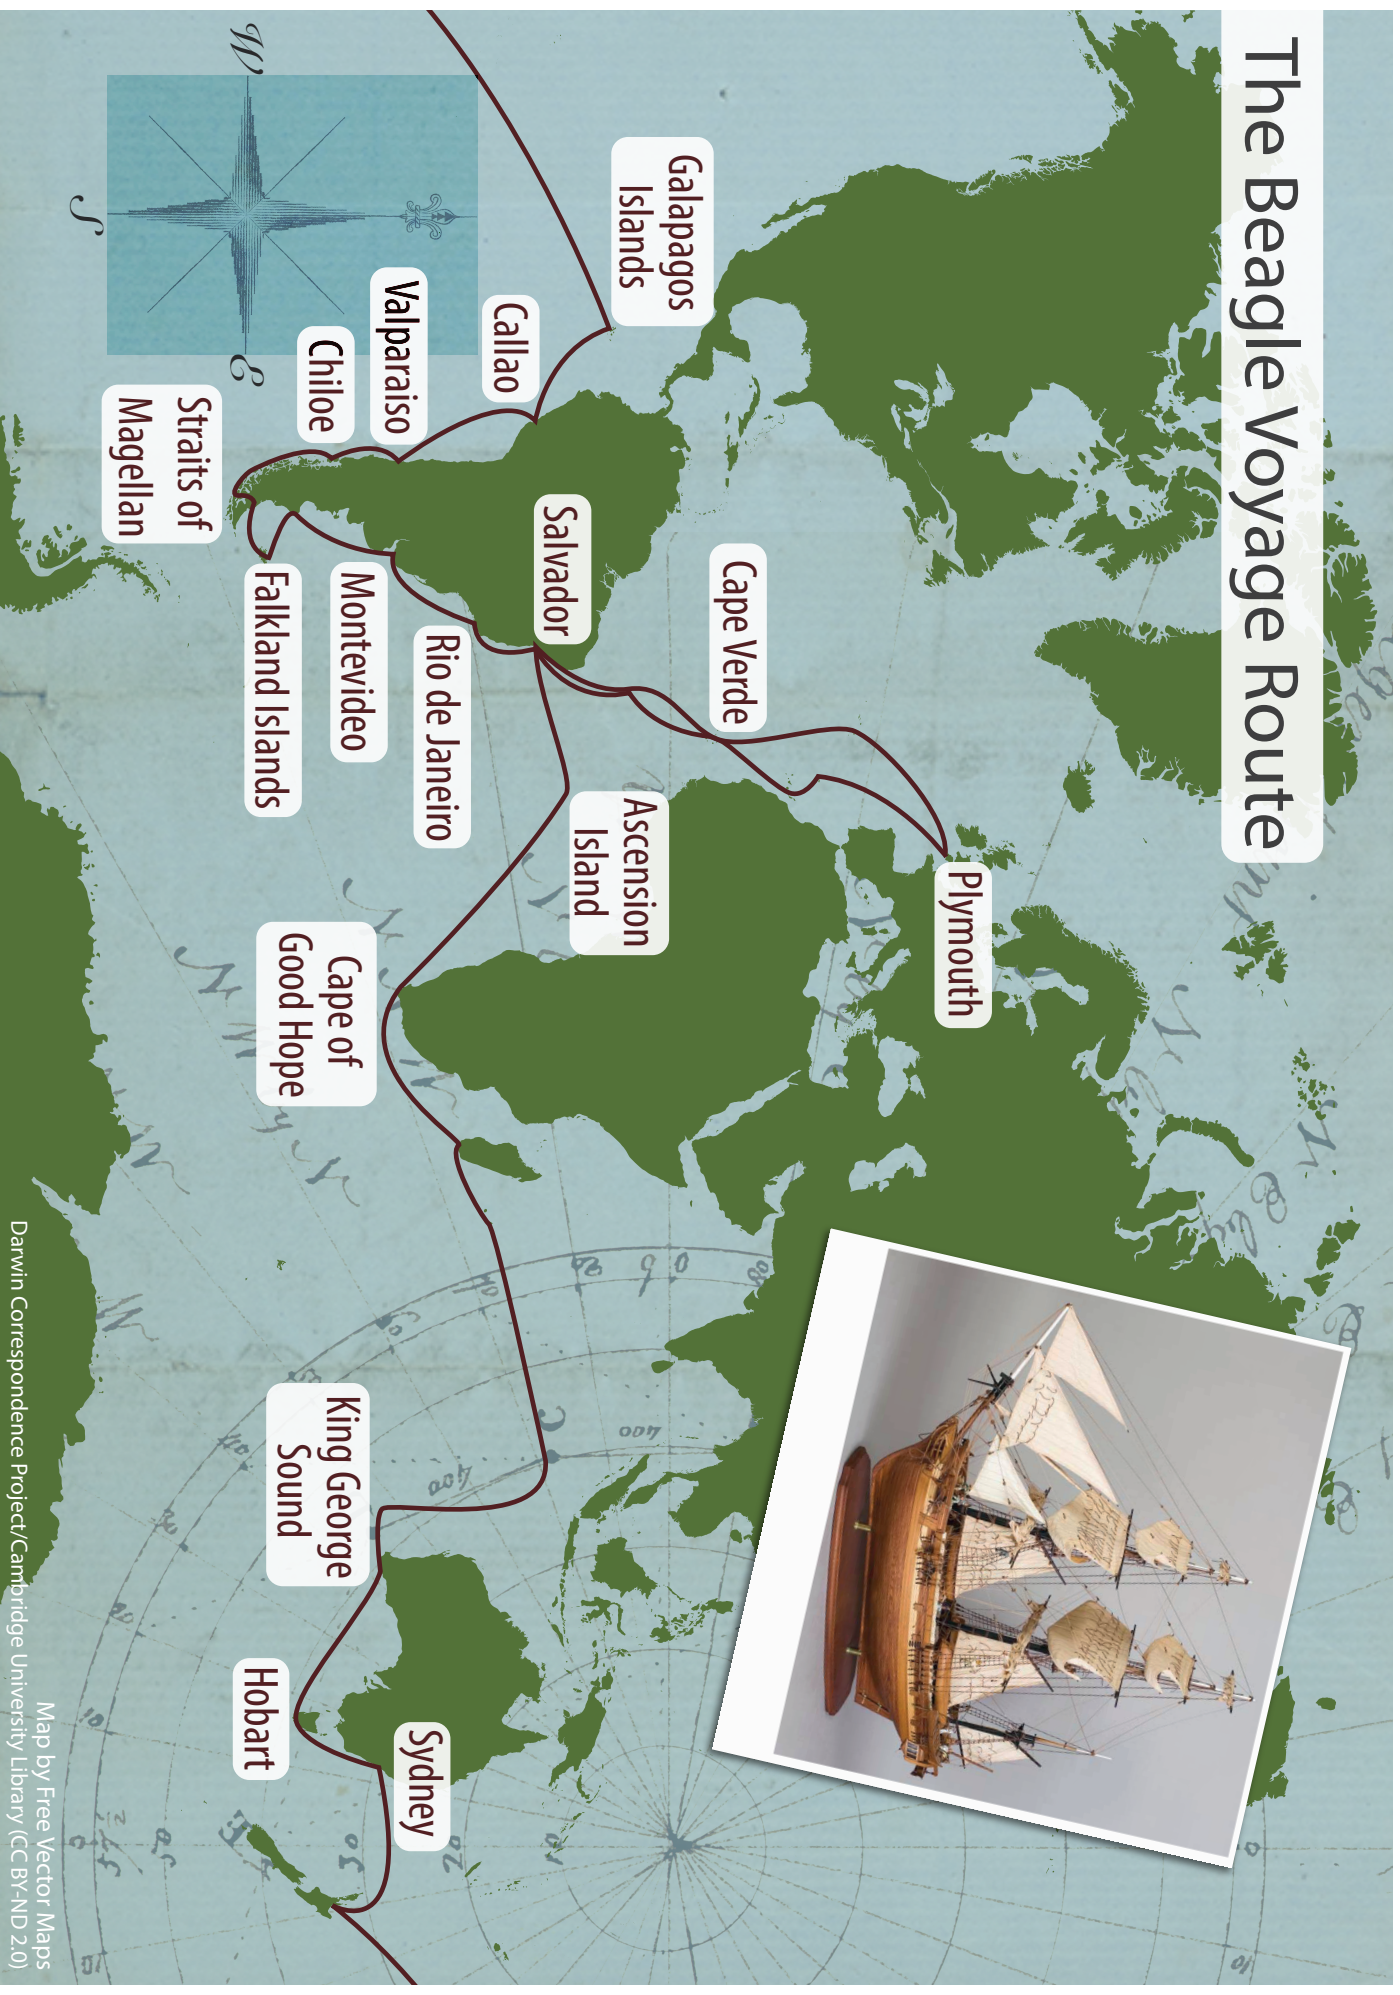 The Beagle Voyage Route
Plymouth
Cape Verde
Galapagos
Islands
Ascension
Island
Salvador
Callao
Rio de Janeiro
Valparaiso
Montevideo
Chiloe
Falkland Islands
Straits of
Magellan
Cape of
Good Hope
King George
Sound
Sydney
Hobart
W
E
S
Map by Free Vector Maps
Darwin Correspondence Project/Cambridge University Library (CC BY-ND 2.0)